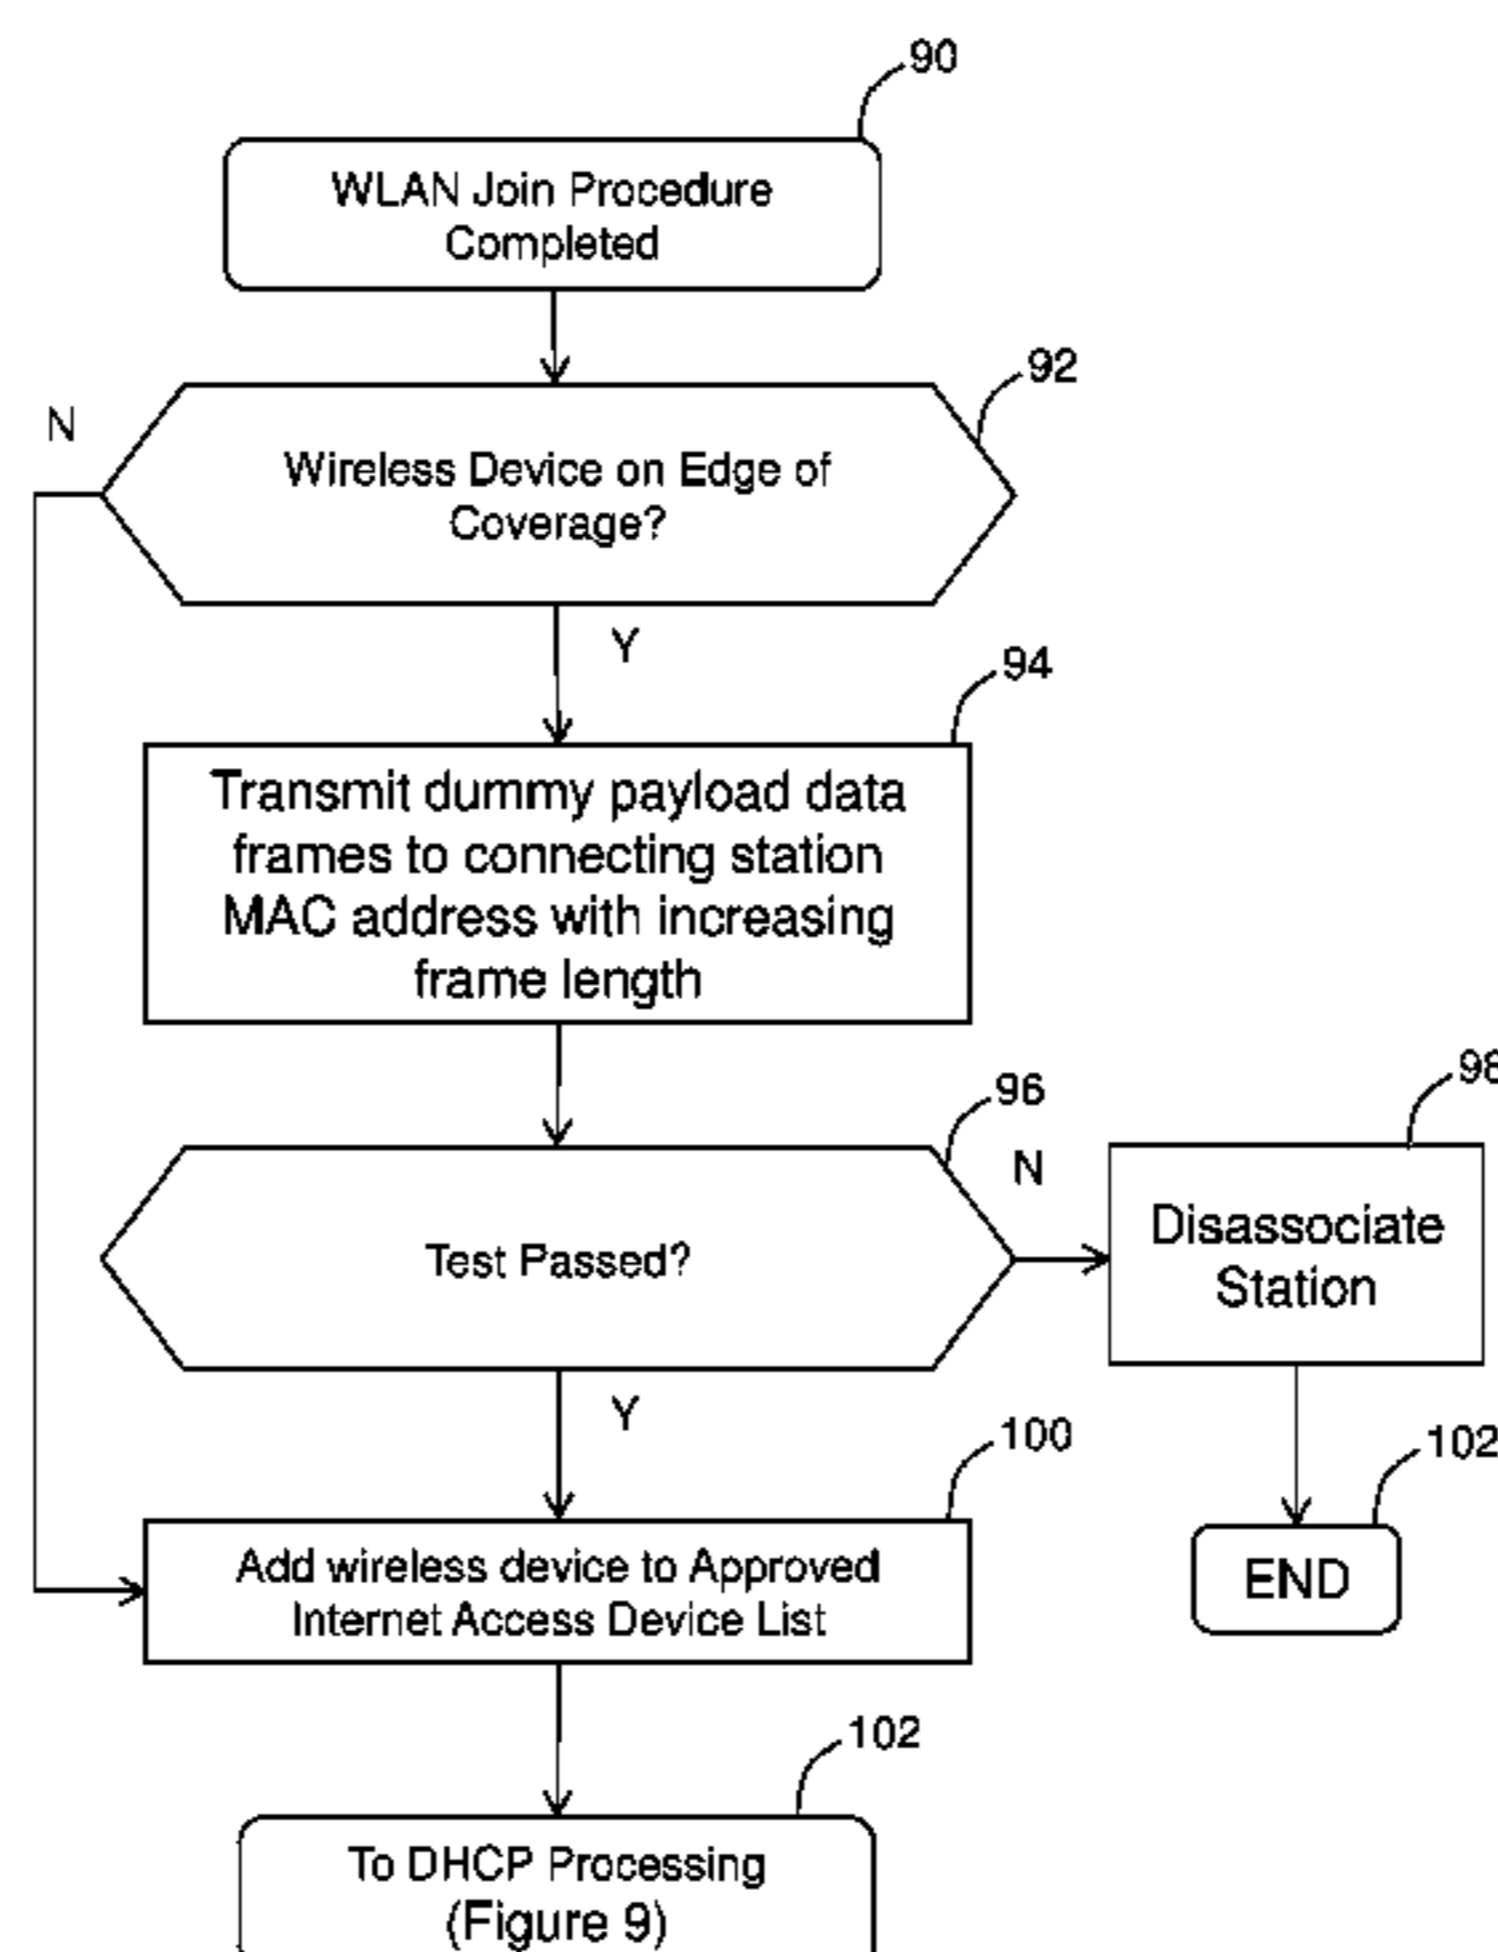 90
WLAN Join Procedure
Completed
92
N
Wireless Device on Edge of
Coverage?
Y
94
Transmit dummy payload data
frames to connecting station
MAC address with increasing
frame length
96
N
98
Test Passed?
Disassociate
Station
Y
100
102
Add wireless device to Approved
Internet Access Device List
END
102
To DHCP Processing
(Figure 9)